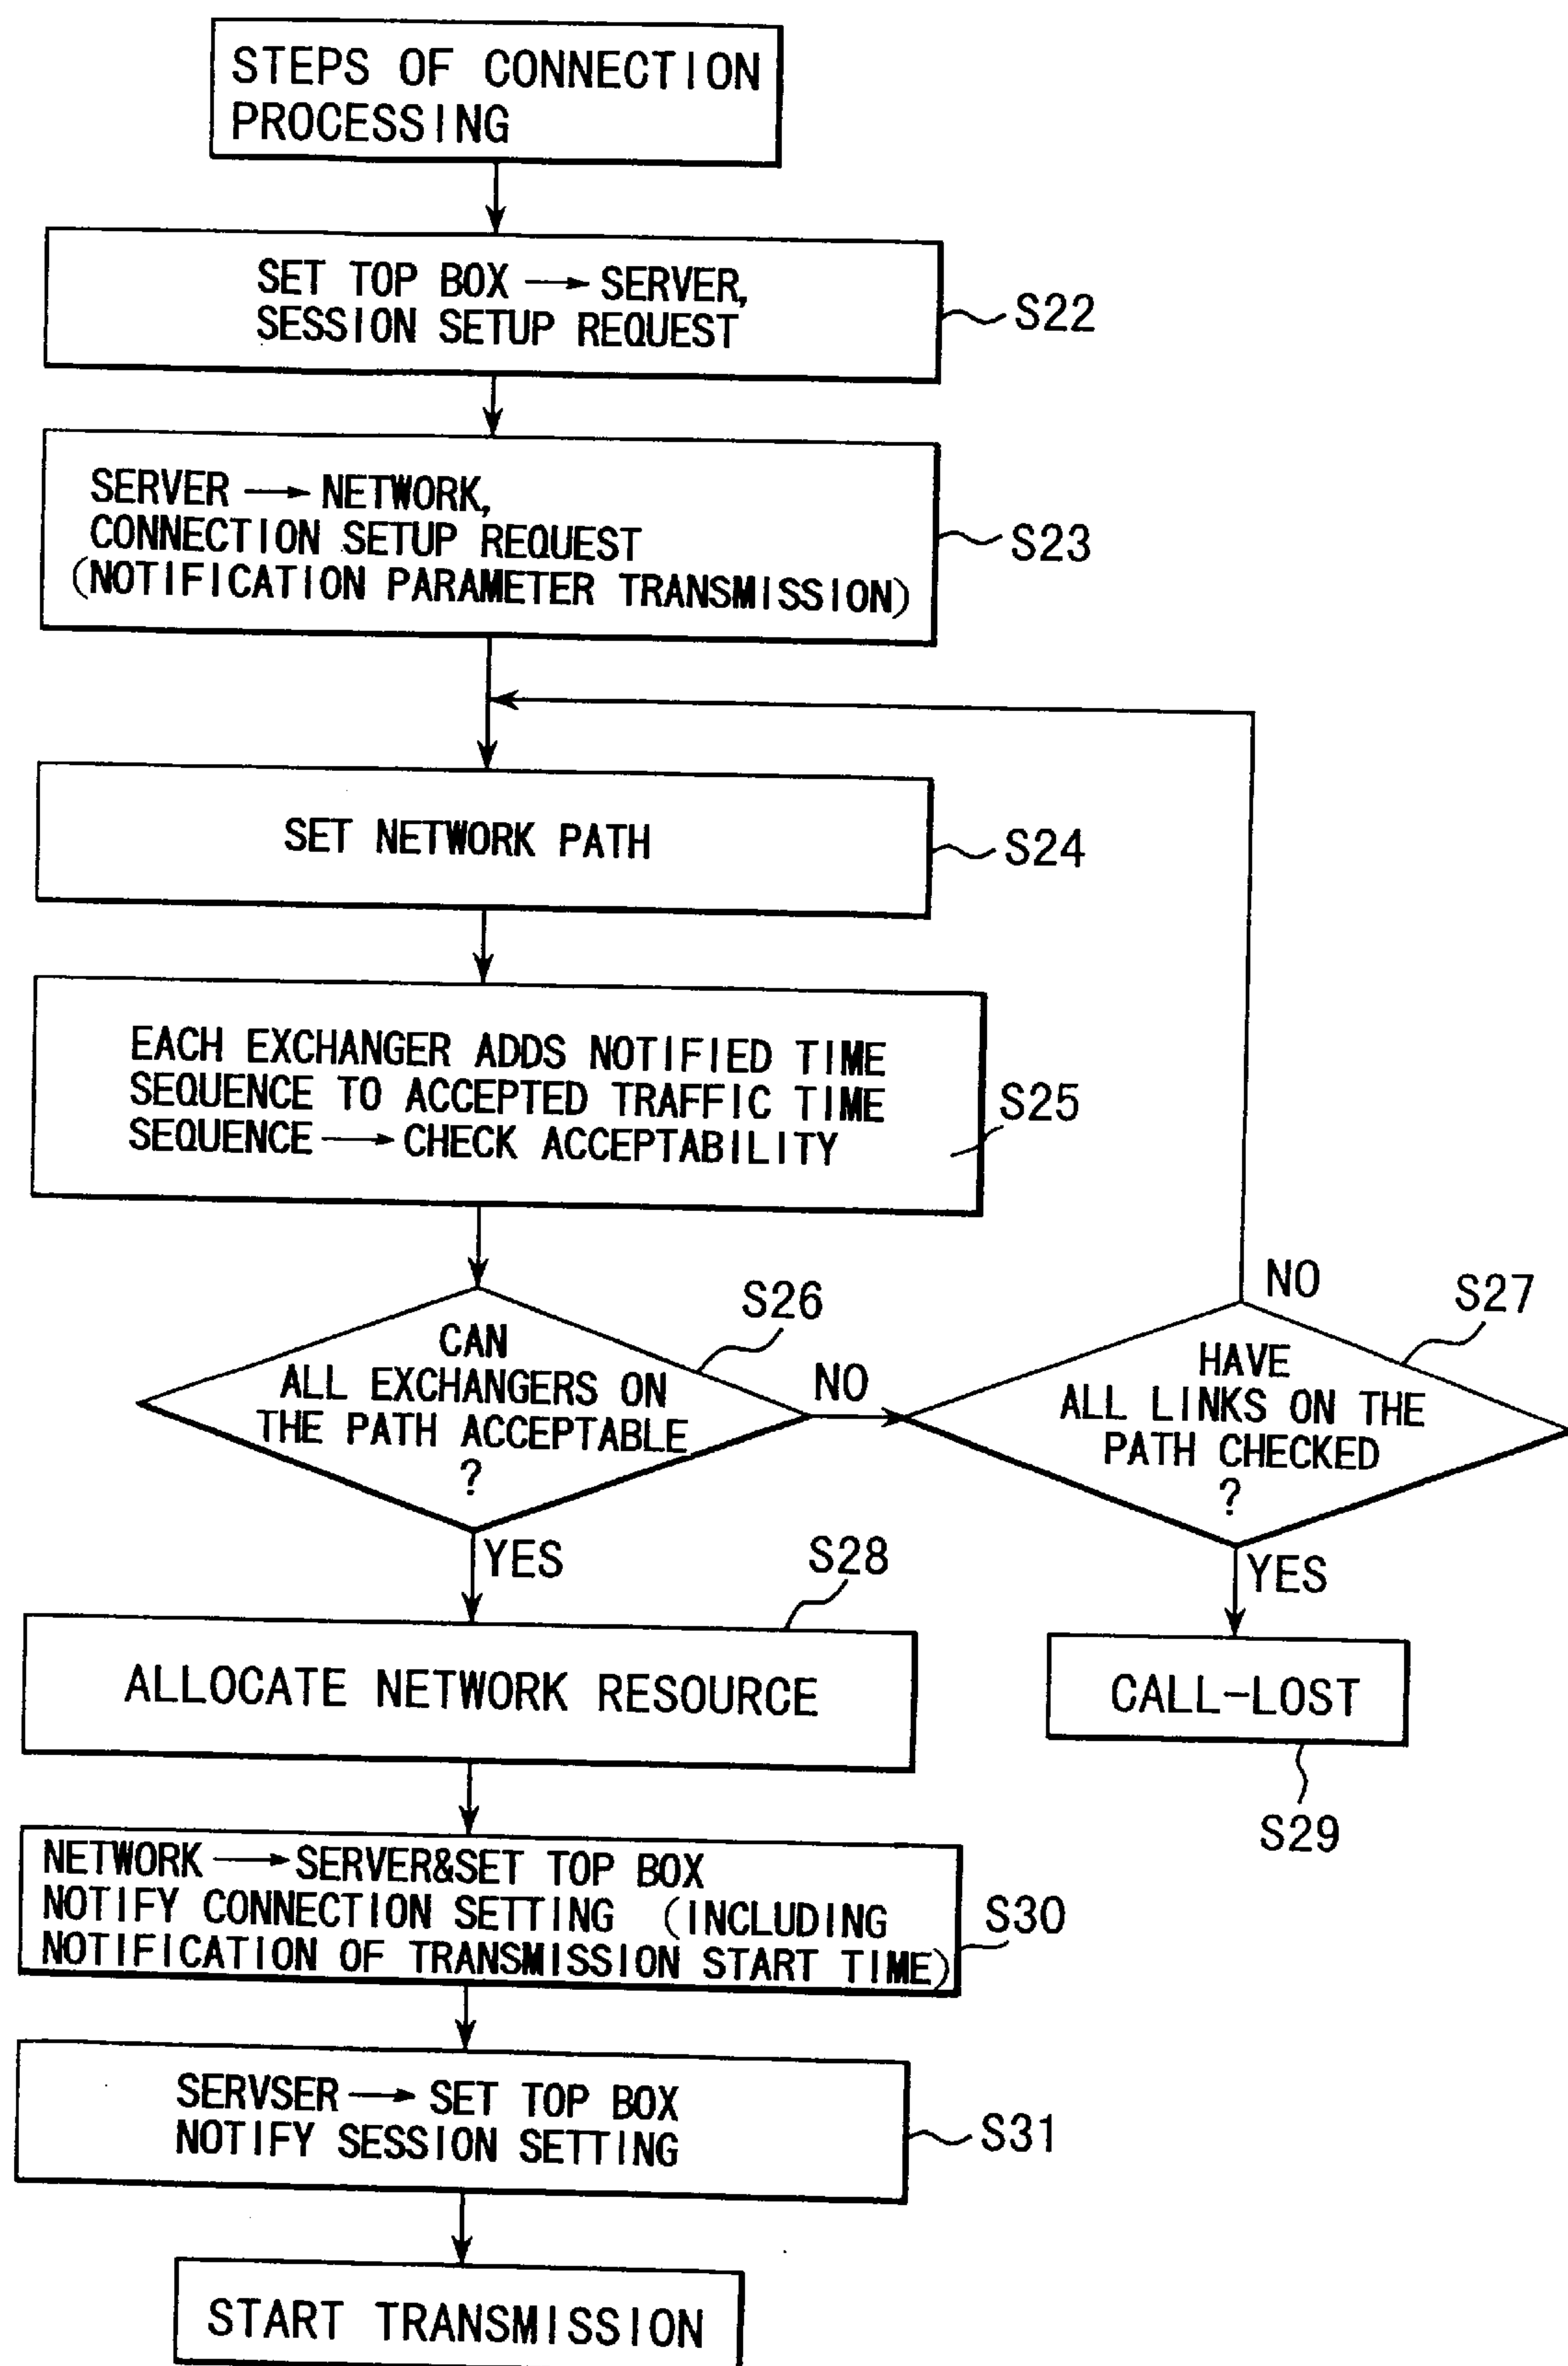 STEPS OF CONNECTION
PROCESSING
SET TOP BOX → SERVER,
SESSION SETUP REQUEST
S22
SERVER → NETWORK,
CONNECTION SETUP REQUEST
(NOTIFICATION PARAMETER TRANSMISSION)
S23
SET NETWORK PATH
S24
EACH EXCHANGER ADDS NOTIFIED TIME
SEQUENCE TO ACCEPTED TRAFFIC TIME
SEQUENCE → CHECK ACCEPTABILITY
S25
CAN
ALL EXCHANGERS ON
THE PATH ACCEPTABLE
?
S26
NO
YES
HAVE
ALL LINKS ON THE
PATH CHECKED
?
S27
NO
YES
ALLOCATE NETWORK RESOURCE
S28
CALL-LOST
S29
NETWORK → SERVER&SET TOP BOX
NOTIFY CONNECTION SETTING (INCLUDING
NOTIFICATION OF TRANSMISSION START TIME)
S30
SERVSER → SET TOP BOX
NOTIFY SESSION SETTING
S31
START TRANSMISSION